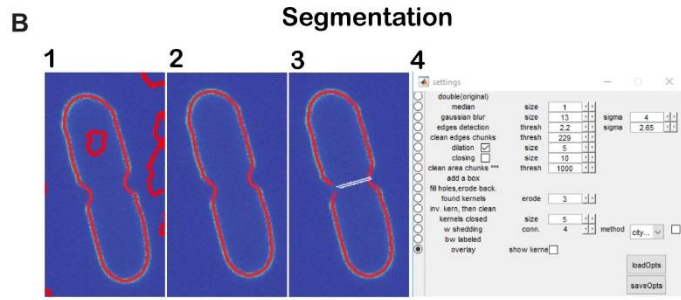 B
Segmentation
1 2 3 4
settings
double(original)
median size 1
gaussian blur size 13 sigma 4
edges detection thresh 2.2 sigma 2.65
clean edges chunks thresh 229
dilation size 5
closing size 10
clean area chunks *** thresh 1000
add a box
fill holes,erode back.
found kernels erode 3
inv. kern, then clean
kernels closed size 5
w shedding conn. 4 method city...
bw labeled
overlay show kerne
loadOpts
saveOpts